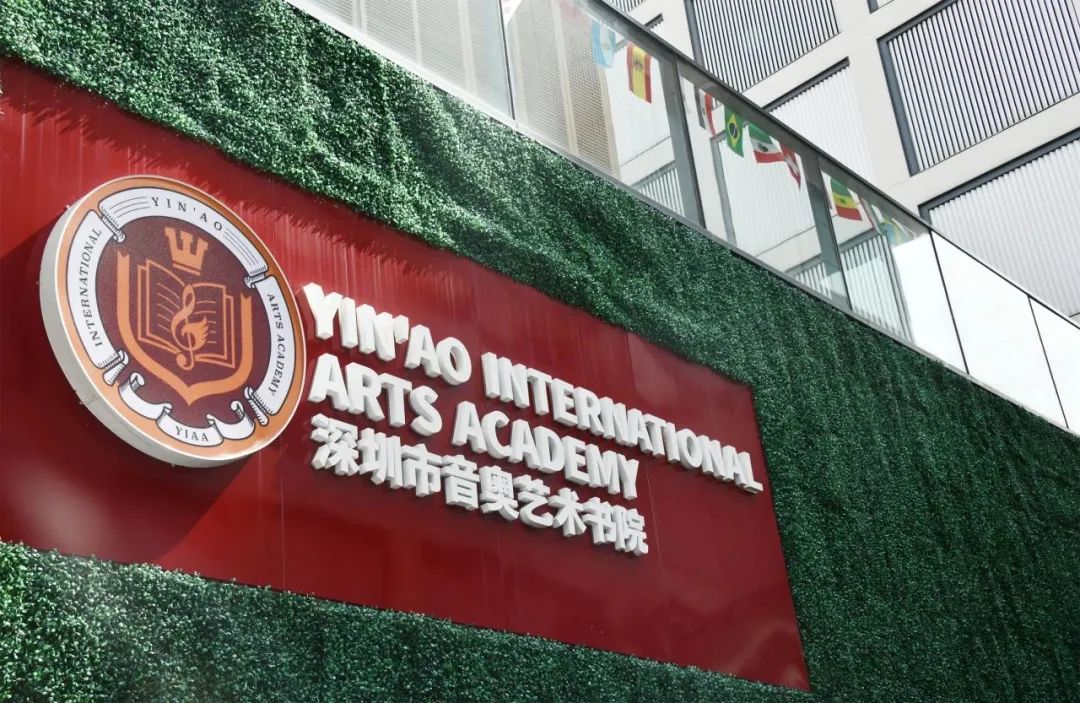 YIN'AO
INTERNATIONAL
ARTS ACADEMY
YIAA
YIN'AO INTERNATIONAL
ARTS ACADEMY
深圳市音奥艺术书院